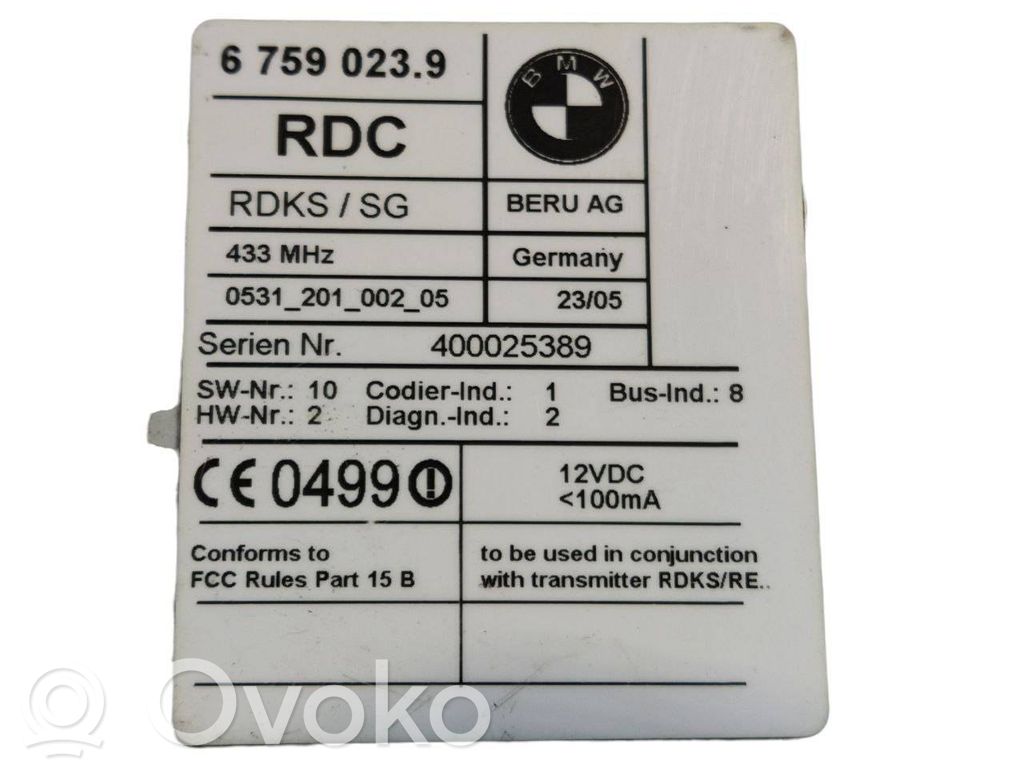 6 759 023.9
BMW
RDC
RDKS / SG
BERU AG
433 MHz
Germany
0531_201_002_05
23/05
Serien Nr. 400025389
SW-Nr.: 10 Codier-Ind.: 1 Bus-Ind.: 8
HW-Nr.: 2 Diagn.-Ind.: 2
CE 0499
12VDC
<100mA
Conforms to
FCC Rules Part 15 B
to be used in conjunction
with transmitter RDKS/RE..
Ovoko